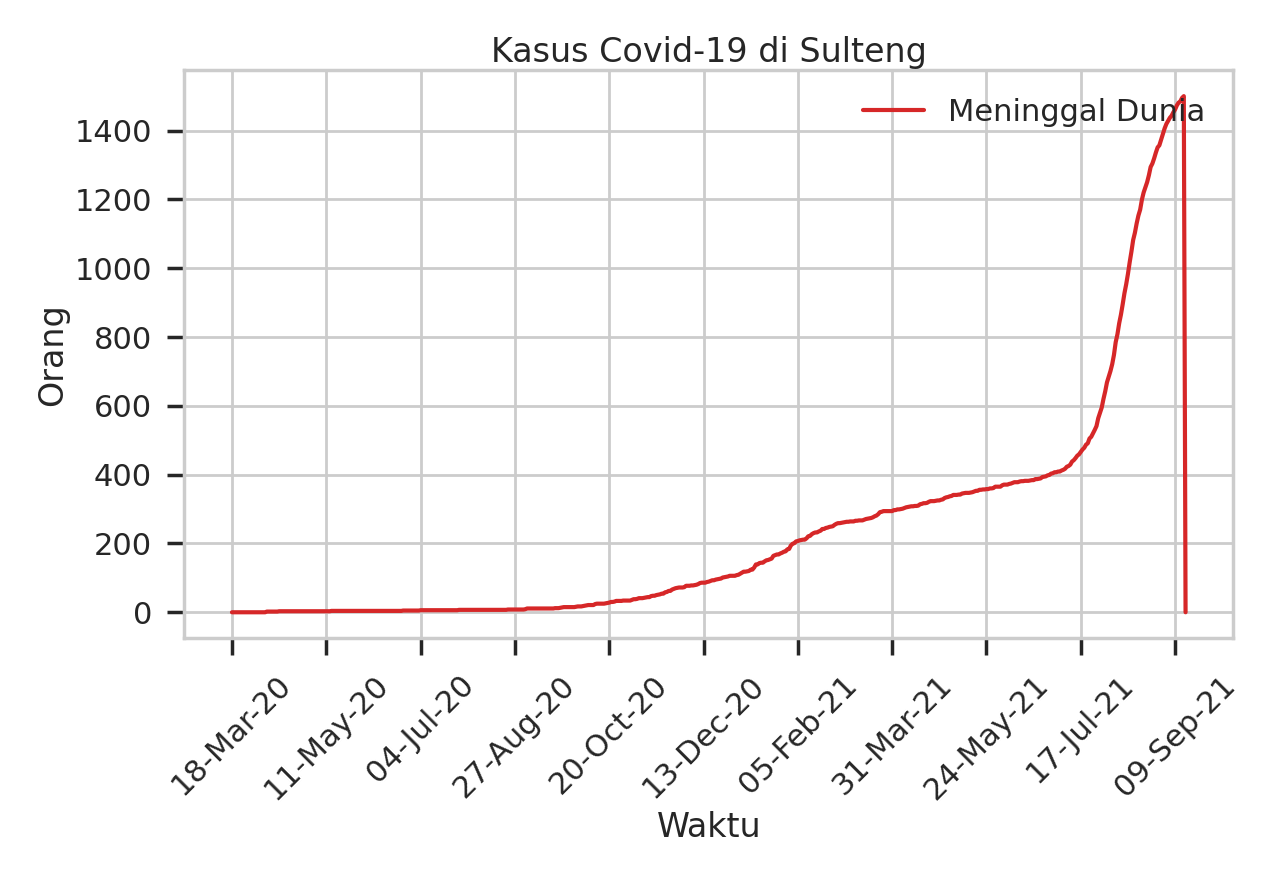 Kasus Covid-19 di Sulteng
Meninggal Dunia
1400
1200
1000
800
600
400
200
0
Orang
18-Mar-20
11-May-20
04-Jul-20
27-Aug-20
20-Oct-20
13-Dec-20
05-Feb-21
31-Mar-21
24-May-21
17-Jul-21
09-Sep-21
Waktu